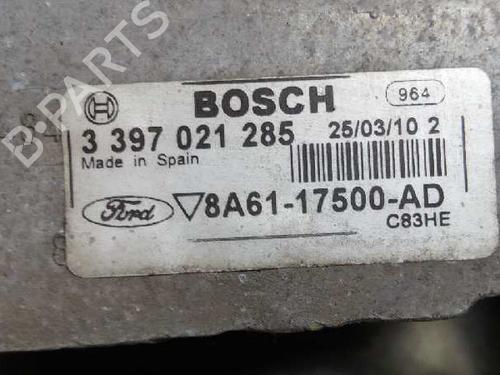 B-PARTS
BOSCH 964
3 397 021 285 25/03/10 2
Made in Spain
Ford 8A61-17500-AD
C83HE